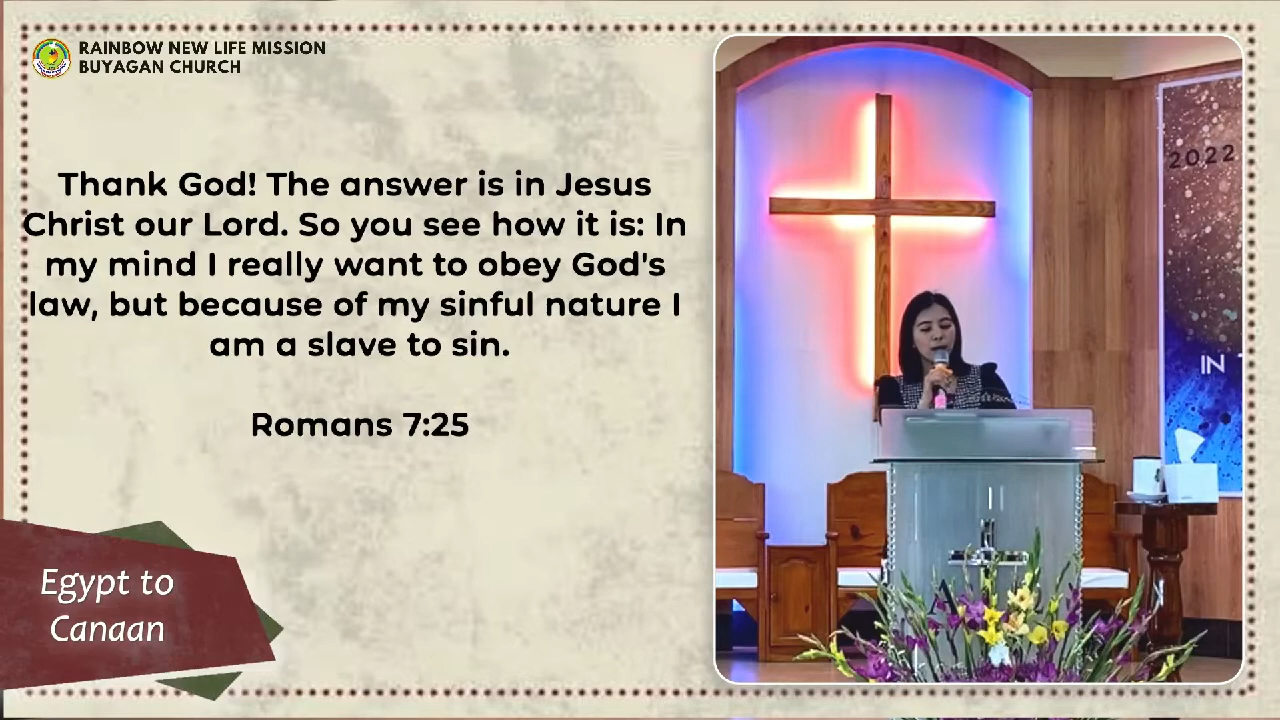 RAINBOW NEW LIFE MISSION
BUYAGAN CHURCH
Thank God! The answer is in Jesus
Christ our Lord. So you see how it is: In
my mind I really want to obey God's
law, but because of my sinful nature I
am a slave to sin.
Romans 7:25
Egypt to
Canaan
2022
IN